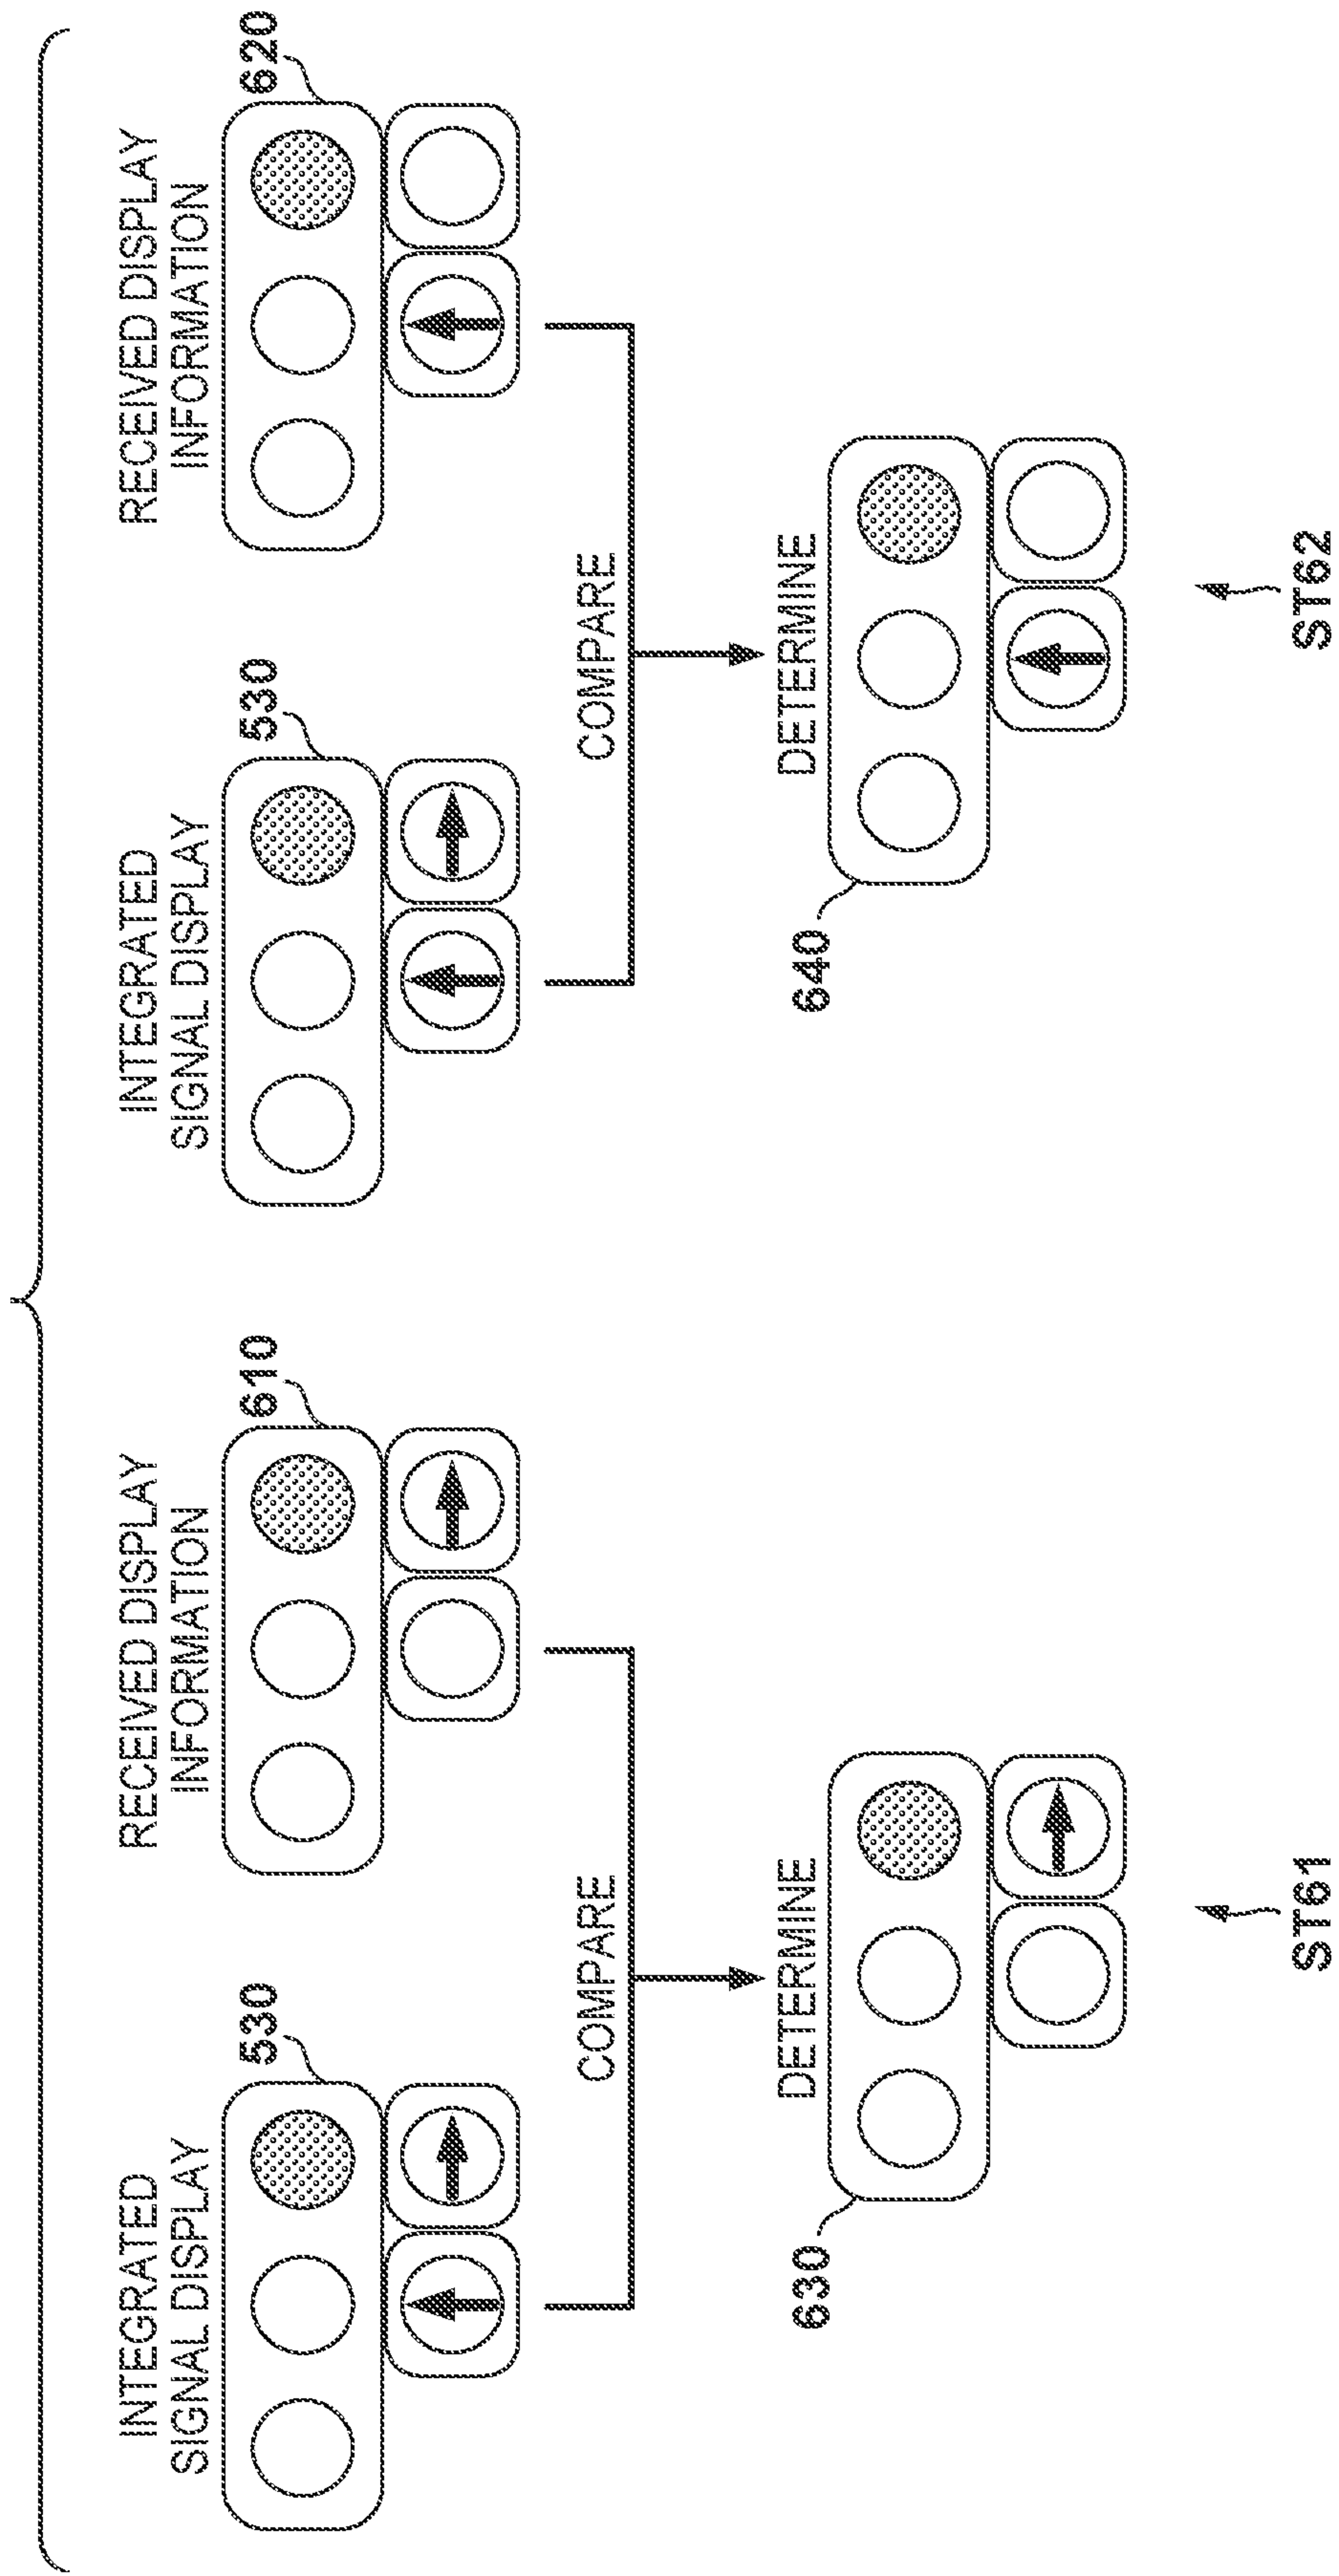 INTEGRATED
SIGNAL DISPLAY
530
RECEIVED DISPLAY
INFORMATION
610
COMPARE
DETERMINE
630
ST61
INTEGRATED
SIGNAL DISPLAY
530
RECEIVED DISPLAY
INFORMATION
620
COMPARE
DETERMINE
640
ST62